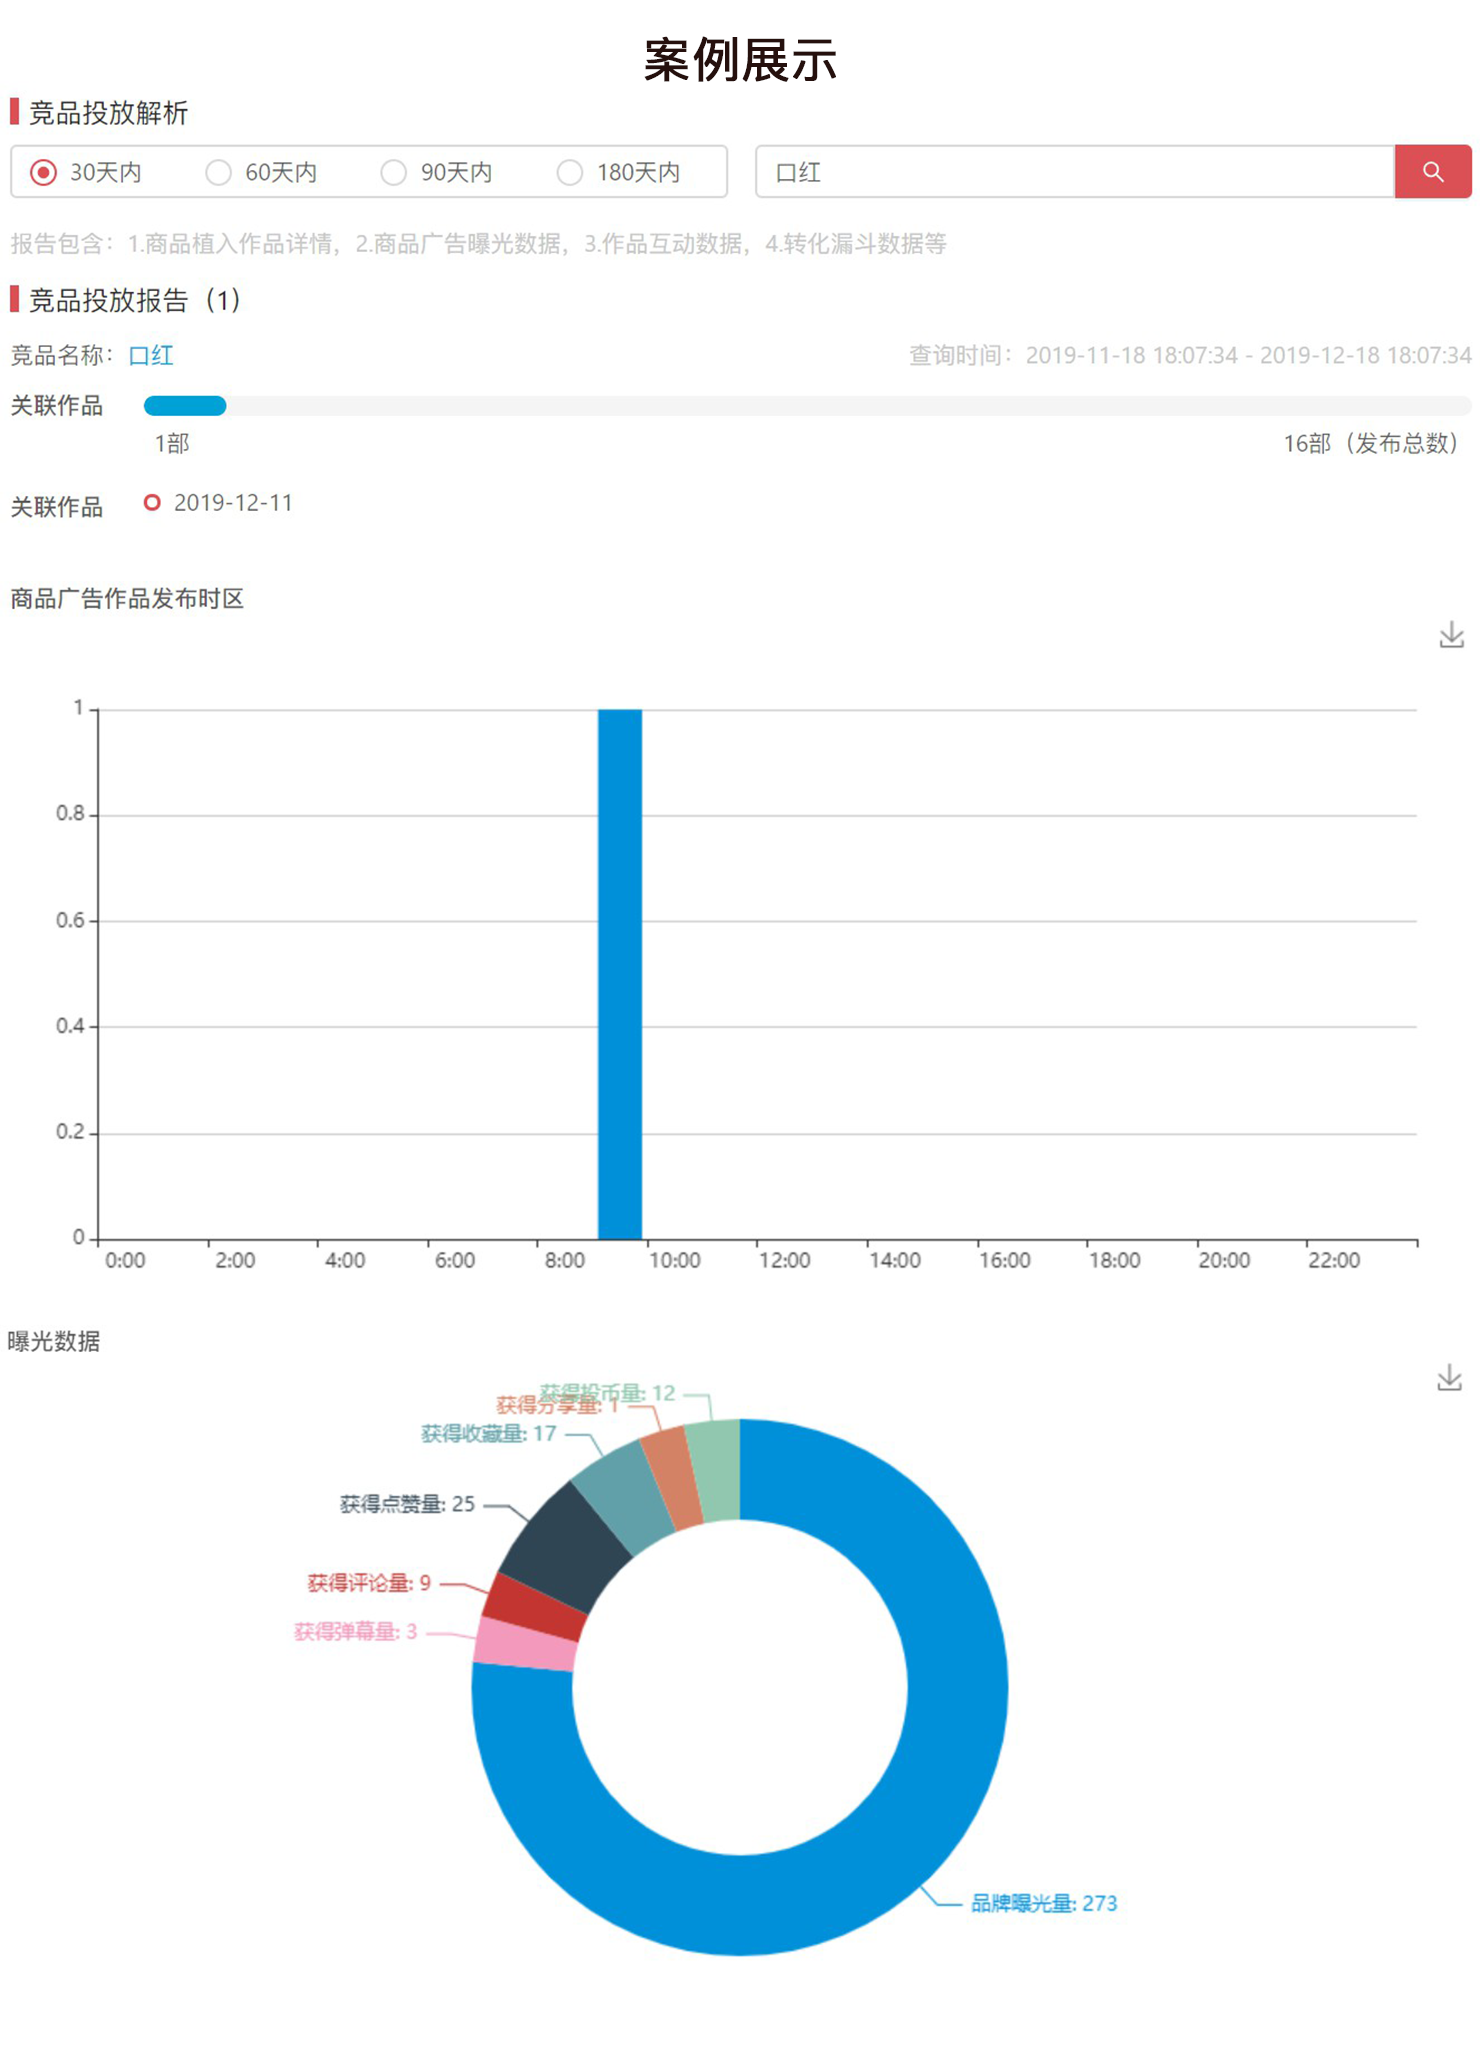 案例展示
竞品投放解析
30天内 60天内 90天内 180天内 口红
报告包含：1.商品植入作品详情，2.商品广告曝光数据，3.作品互动数据，4.转化漏斗数据等
竞品投放报告（1）
竞品名称：口红 查询时间：2019-11-18 18:07:34 - 2019-12-18 18:07:34
关联作品
1部 16部（发布总数）
关联作品 2019-12-11
商品广告作品发布时区
1
0.8
0.6
0.4
0.2
0
0:00 2:00 4:00 6:00 8:00 10:00 12:00 14:00 16:00 18:00 20:00 22:00
曝光数据
获得投币量: 12
获得分享量: 1
获得收藏量: 17
获得点赞量: 25
获得评论量: 9
获得弹幕量: 3
品牌曝光量: 273